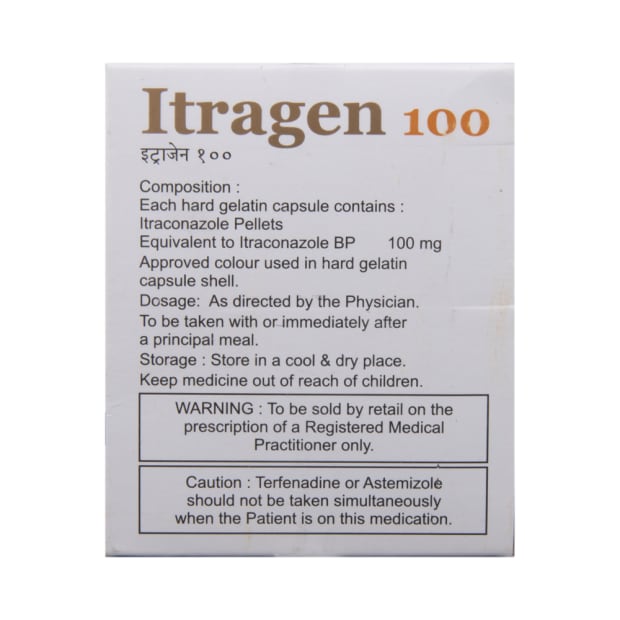 Itragen 100
इट्राजेन १००
Composition :
Each hard gelatin capsule contains :
Itraconazole Pellets
Equivalent to Itraconazole BP 100 mg
Approved colour used in hard gelatin
capsule shell.
Dosage: As directed by the Physician.
To be taken with or immediately after
a principal meal.
Storage : Store in a cool & dry place.
Keep medicine out of reach of children.
WARNING : To be sold by retail on the
prescription of a Registered Medical
Practitioner only.
Caution : Terfenadine or Astemizole
should not be taken simultaneously
when the Patient is on this medication.